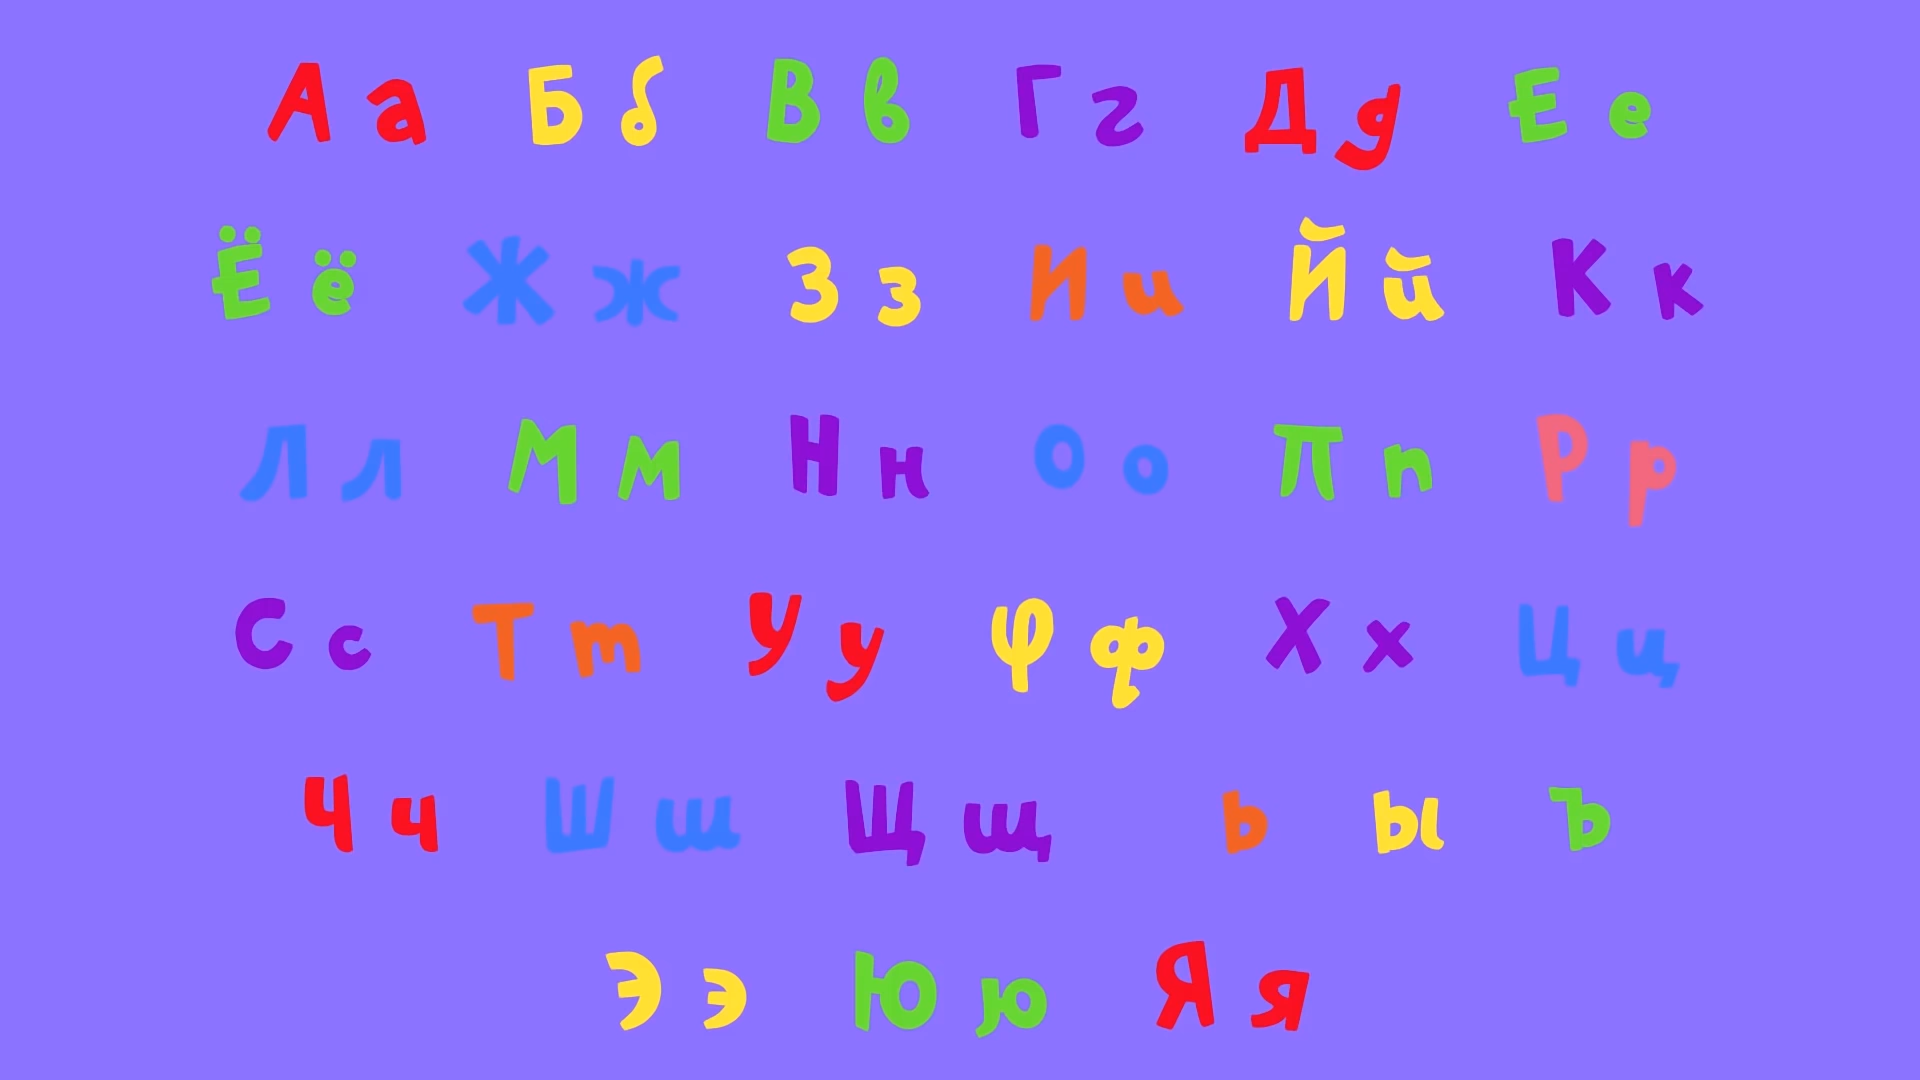 Аа Бб Вв Гг Дд Ее
Ёё Жж Зз Ии Йй Кк
Лл Мм Нн Оо Пп Рр
Сс Тт Уу Фф Хх Цц
Чч Шш Щщ ь ы ъ
Ээ Юю Яя